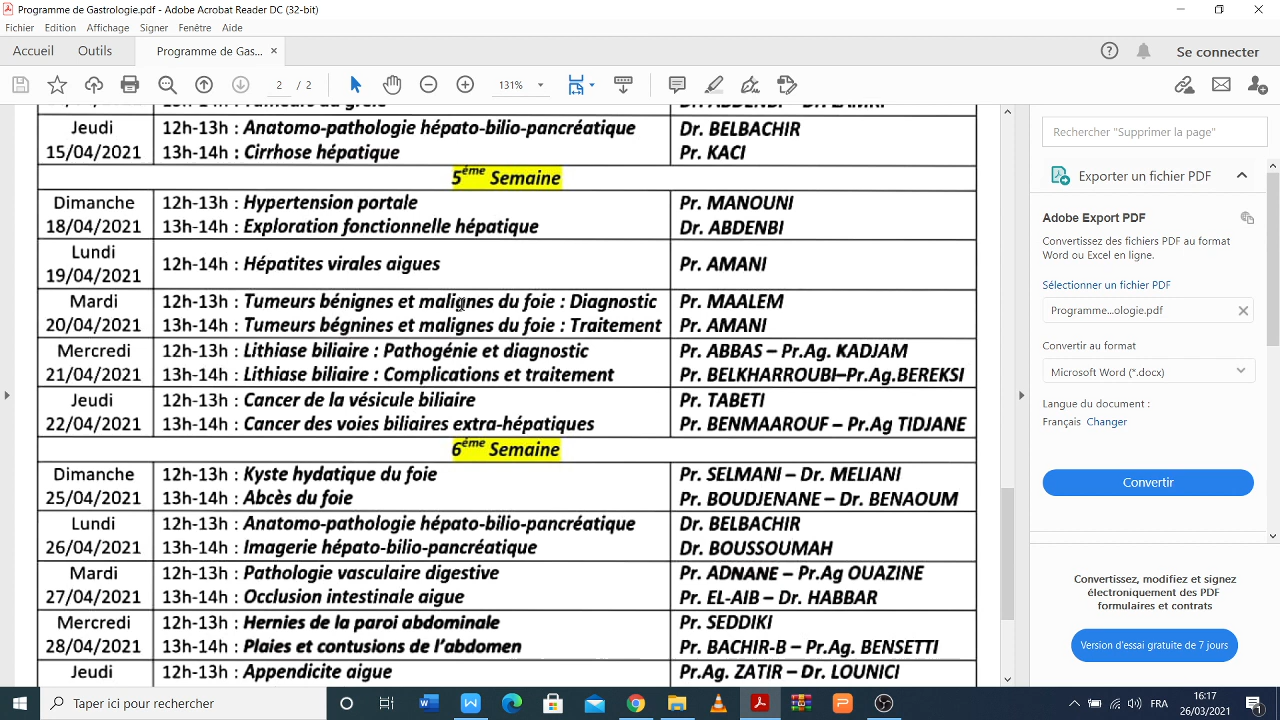 Programme de Gastrologie.pdf - Adobe Acrobat Reader DC (32-bit)
Fichier Edition Affichage Signer Fenêtre Aide
Accueil Outils Programme de Gas... × Se connecter
2 / 2 131%
Jeudi 12h-13h : Anatomo-pathologie hépato-bilio-pancréatique Dr. BELBACHIR
15/04/2021 13h-14h : Cirrhose hépatique Pr. KACI
5éme Semaine
Dimanche 12h-13h : Hypertension portale Pr. MANOUNI
18/04/2021 13h-14h : Exploration fonctionnelle hépatique Dr. ABDENBI
Lundi
19/04/2021 12h-14h : Hépatites virales aigues Pr. AMANI
Mardi 12h-13h : Tumeurs bénignes et malignes du foie : Diagnostic Pr. MAALEM
20/04/2021 13h-14h : Tumeurs bégnines et malignes du foie : Traitement Pr. AMANI
Mercredi 12h-13h : Lithiase biliaire : Pathogénie et diagnostic Pr. ABBAS – Pr.Ag. KADJAM
21/04/2021 13h-14h : Lithiase biliaire : Complications et traitement Pr. BELKHARROUBI–Pr.Ag.BEREKSI
Jeudi 12h-13h : Cancer de la vésicule biliaire Pr. TABETI
22/04/2021 13h-14h : Cancer des voies biliaires extra-hépatiques Pr. BENMAAROUF – Pr.Ag TIDJANE
6éme Semaine
Dimanche 12h-13h : Kyste hydatique du foie Pr. SELMANI – Dr. MELIANI
25/04/2021 13h-14h : Abcès du foie Pr. BOUDJENANE – Dr. BENAOUM
Lundi 12h-13h : Anatomo-pathologie hépato-bilio-pancréatique Dr. BELBACHIR
26/04/2021 13h-14h : Imagerie hépato-bilio-pancréatique Dr. BOUSSOUMAH
Mardi 12h-13h : Pathologie vasculaire digestive Pr. ADNANE – Pr.Ag OUAZINE
27/04/2021 13h-14h : Occlusion intestinale aigue Pr. EL-AIB – Dr. HABBAR
Mercredi 12h-13h : Hernies de la paroi abdominale Pr. SEDDIKI
28/04/2021 13h-14h : Plaies et contusions de l'abdomen Pr. BACHIR-B – Pr.Ag. BENSETTI
Jeudi 12h-13h : Appendicite aigue Pr.Ag. ZATIR – Dr. LOUNICI
Rechercher "Supprimer la page"
Exporter un fichier PDF
Adobe Export PDF
Convertissez des fichiers PDF au format
Word ou Excel en ligne.
Sélectionner un fichier PDF
Programme...ologie.pdf
Convertir au format
Microsoft Word (*.docx)
Langue du document :
Français Changer
Convertir
Convertissez, modifiez et signez
électroniquement des PDF
formulaires et contrats
Version d'essai gratuite de 7 jours
Taper ici pour rechercher
FRA
16:17
26/03/2021
1